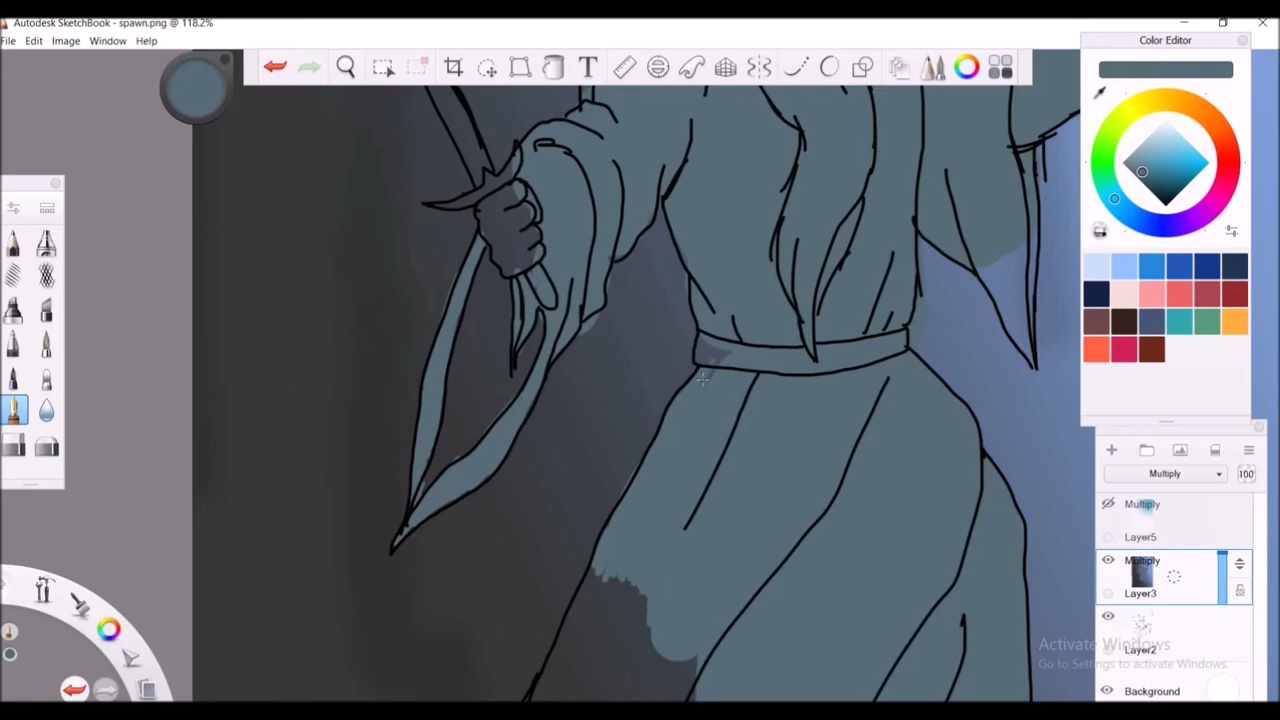 Autodesk SketchBook - spawn.png @ 118.2%
File Edit Image Window Help
T
Color Editor
Multiply
100
Multiply
Layer5
Multiply
Layer3
Layer2
Activate Windows
Go to Settings to activate Windows.
Background